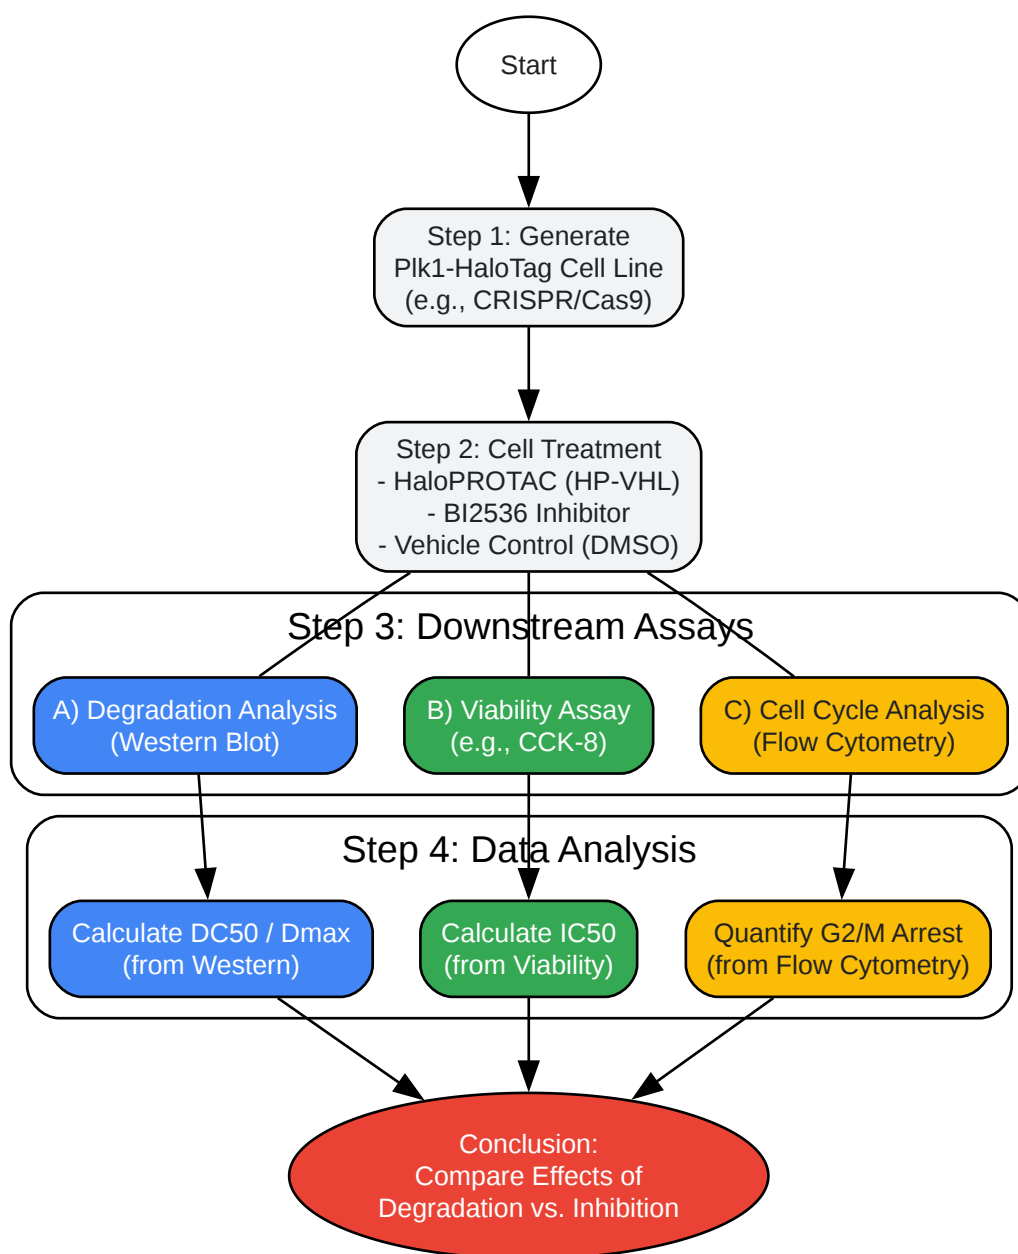 Start
Step 1: Generate
Plk1-HaloTag Cell Line
(e.g., CRISPR/Cas9)
Step 2: Cell Treatment
- HaloPROTAC (HP-VHL)
- BI2536 Inhibitor
- Vehicle Control (DMSO)
Step 3: Downstream Assays
A) Degradation Analysis
(Western Blot)
B) Viability Assay
(e.g., CCK-8)
C) Cell Cycle Analysis
(Flow Cytometry)
Step 4: Data Analysis
Calculate DC50 / Dmax
(from Western)
Calculate IC50
(from Viability)
Quantify G2/M Arrest
(from Flow Cytometry)
Conclusion:
Compare Effects of
Degradation vs. Inhibition